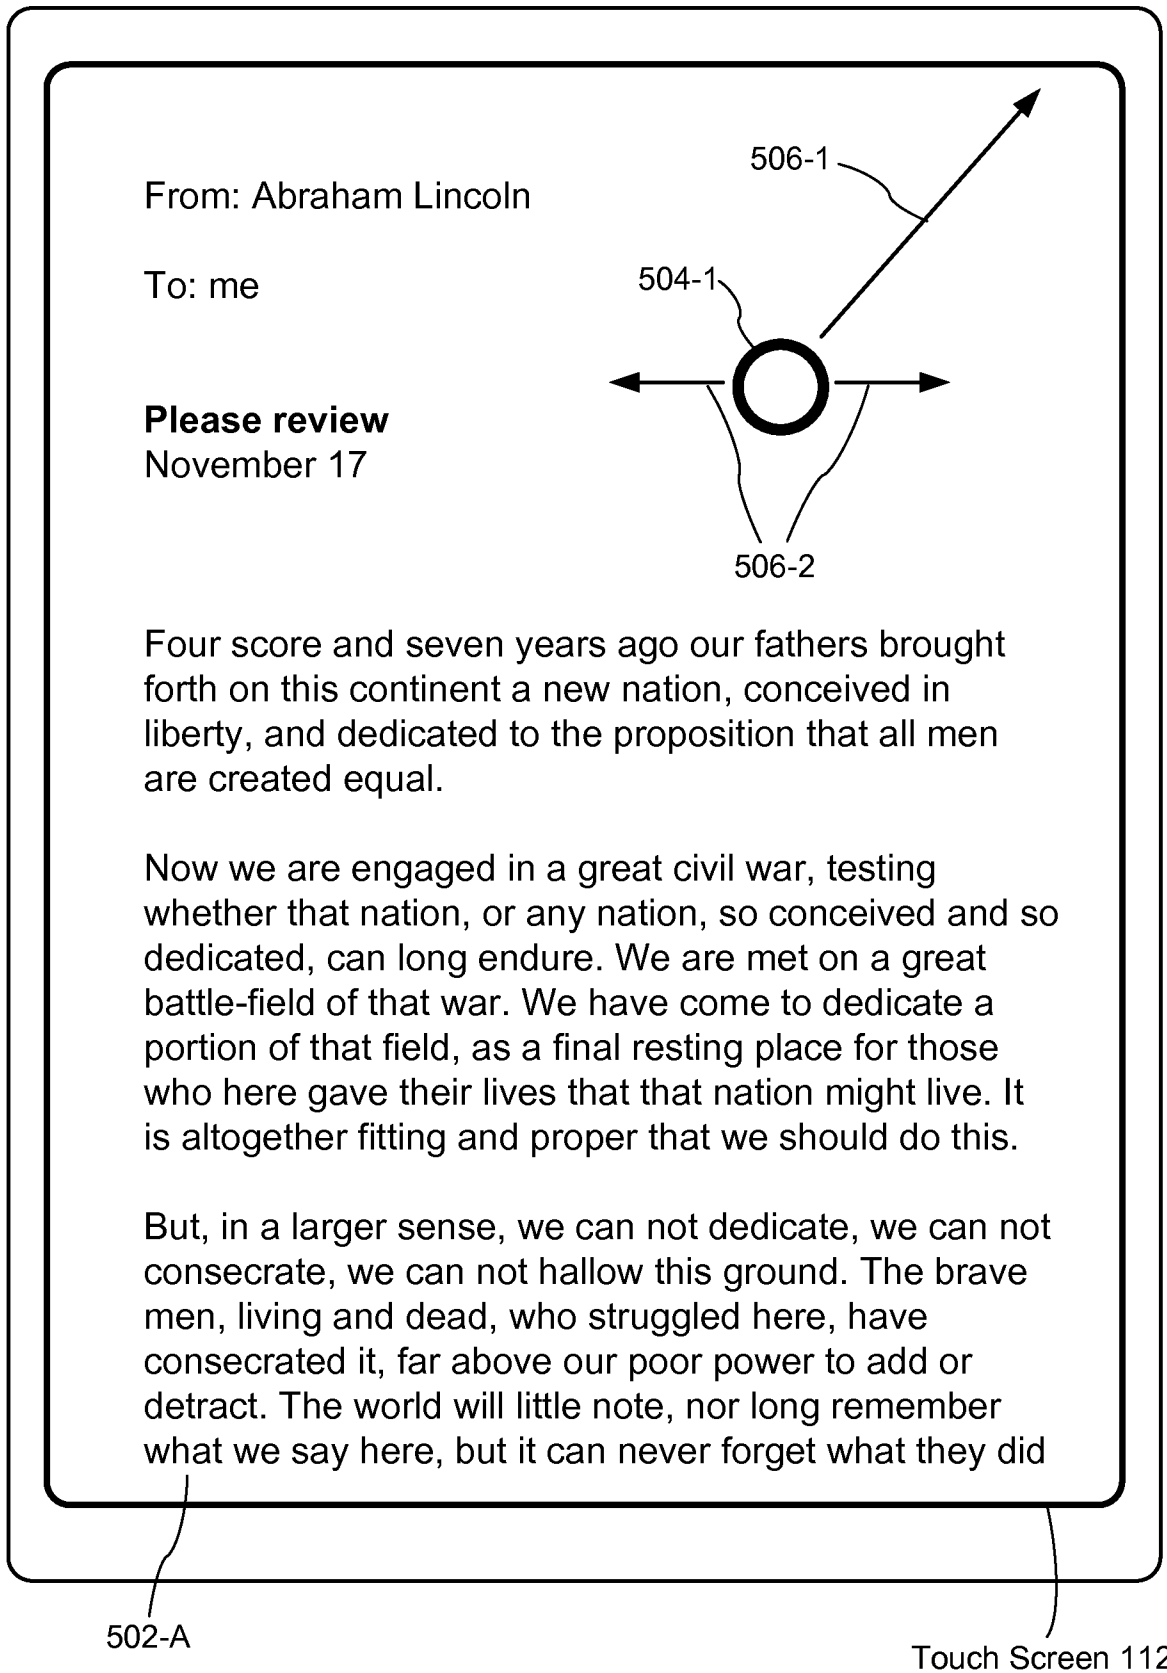 506-1
From: Abraham Lincoln
504-1
To: me
Please review
November 17
506-2
Four score and seven years ago our fathers brought
forth on this continent a new nation, conceived in
liberty, and dedicated to the proposition that all men
are created equal.
Now we are engaged in a great civil war, testing
whether that nation, or any nation, so conceived and so
dedicated, can long endure. We are met on a great
battle-field of that war. We have come to dedicate a
portion of that field, as a final resting place for those
who here gave their lives that that nation might live. It
is altogether fitting and proper that we should do this.
But, in a larger sense, we can not dedicate, we can not
consecrate, we can not hallow this ground. The brave
men, living and dead, who struggled here, have
consecrated it, far above our poor power to add or
detract. The world will little note, nor long remember
what we say here, but it can never forget what they did
502-A
Touch Screen 112